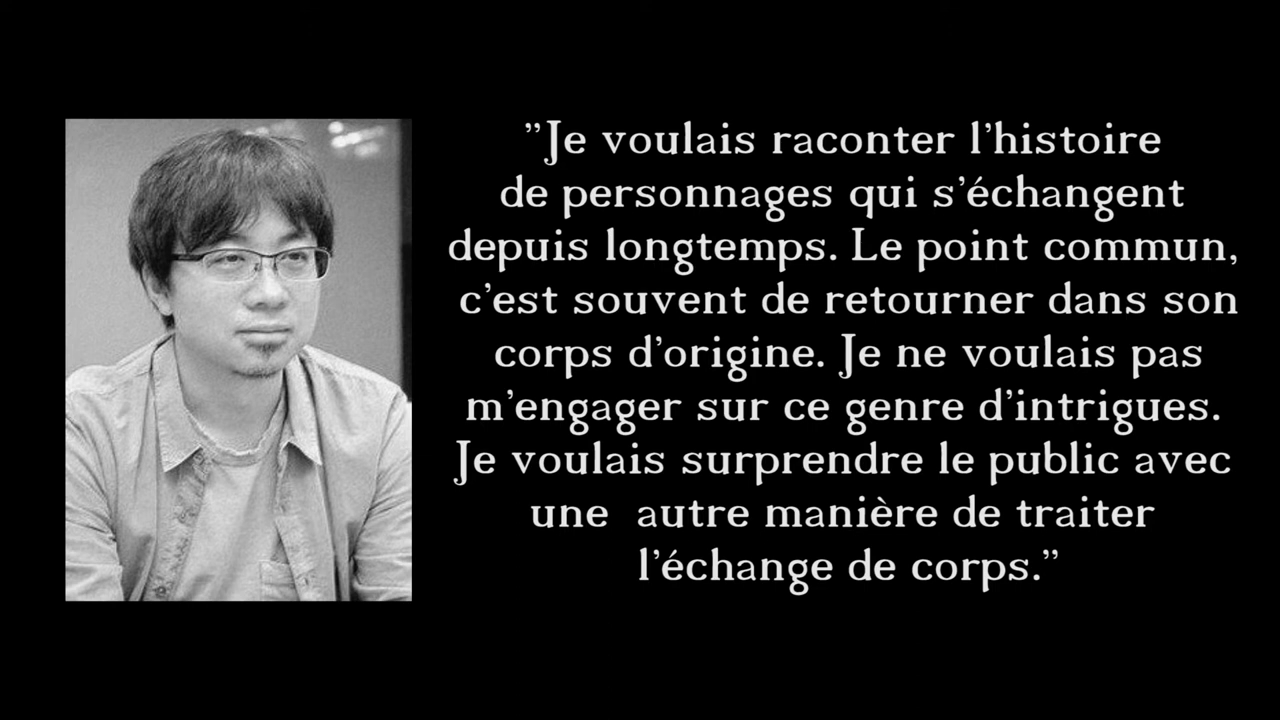 ”Je voulais raconter l’histoire
de personnages qui s’échangent
depuis longtemps. Le point commun,
c’est souvent de retourner dans son
corps d’origine. Je ne voulais pas
m’engager sur ce genre d’intrigues.
Je voulais surprendre le public avec
une autre manière de traiter
l’échange de corps.”